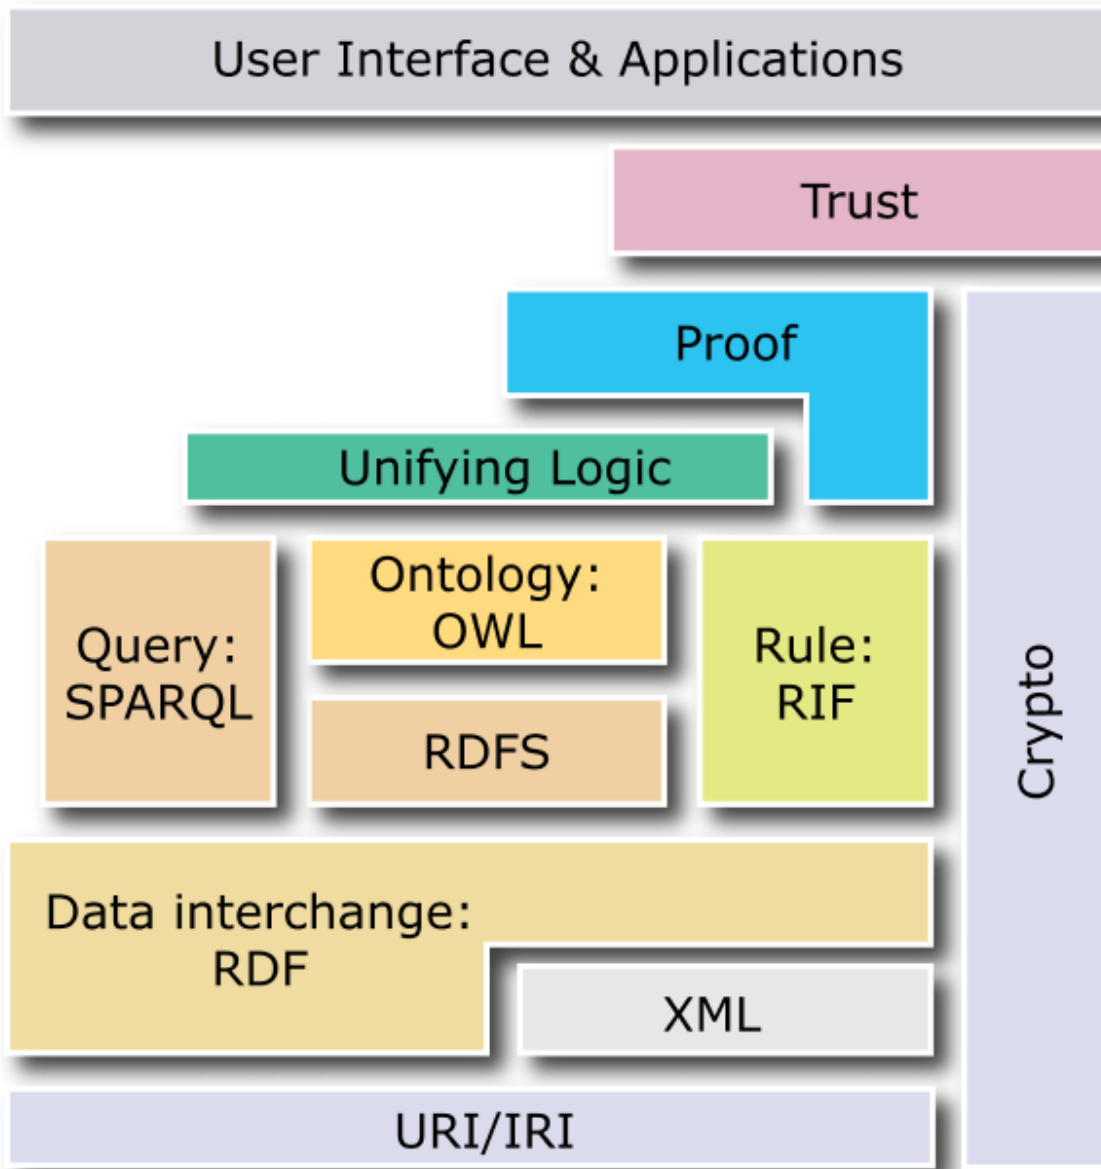 User Interface & Applications
Trust
Proof
Unifying Logic
Query:
SPARQL
Ontology:
OWL
RDFS
Rule:
RIF
Crypto
Data interchange:
RDF
XML
URI/IRI